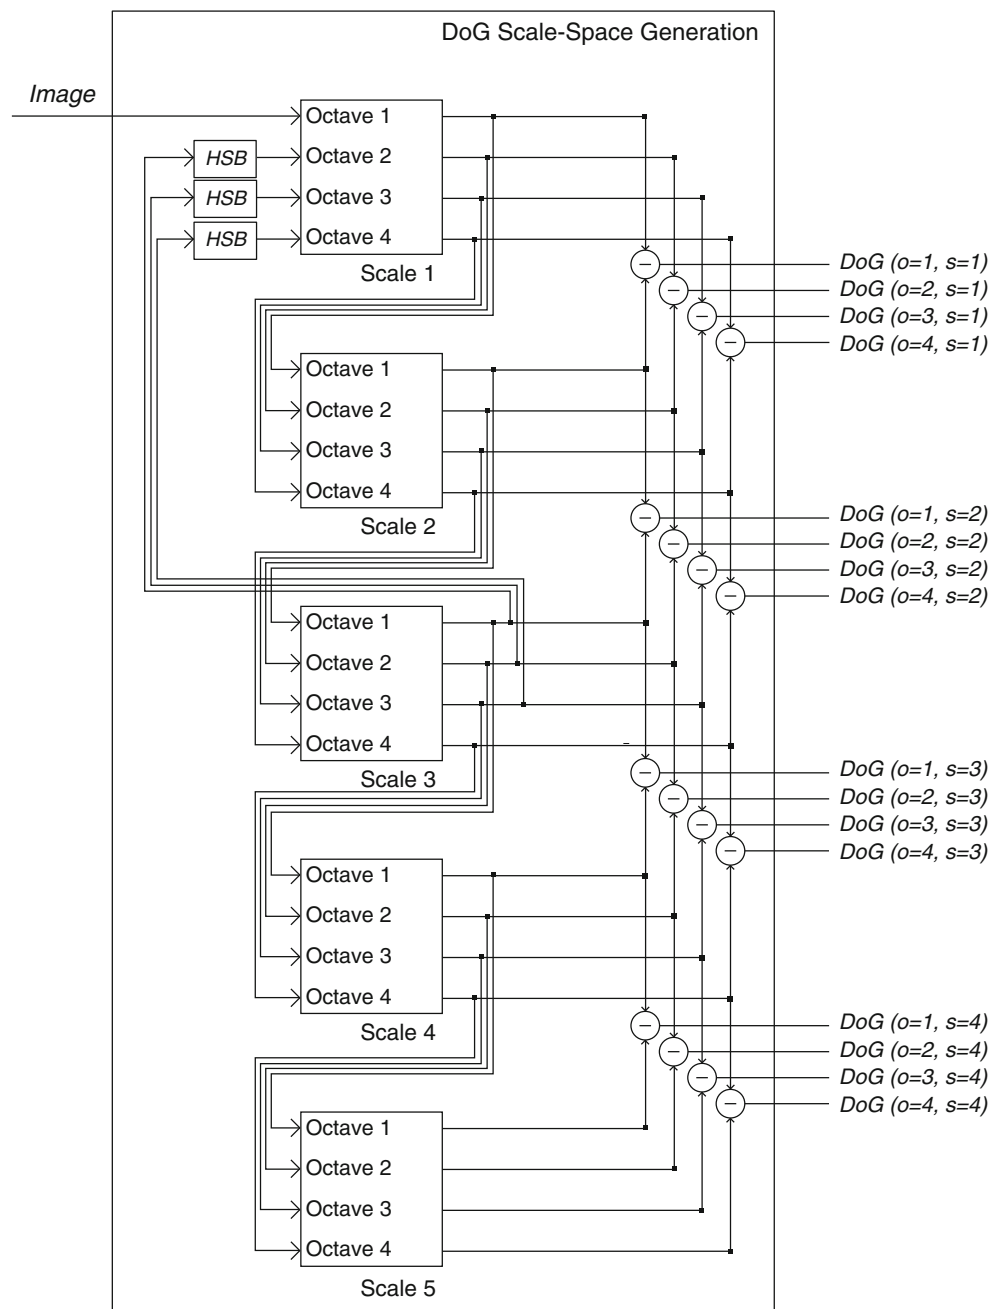 DoG Scale-Space Generation
Image
Octave 1
HSB
Octave 2
HSB
Octave 3
HSB
Octave 4
Scale 1
DoG (o=1, s=1)
DoG (o=2, s=1)
DoG (o=3, s=1)
DoG (o=4, s=1)
Octave 1
Octave 2
Octave 3
Octave 4
Scale 2
DoG (o=1, s=2)
DoG (o=2, s=2)
DoG (o=3, s=2)
DoG (o=4, s=2)
Octave 1
Octave 2
Octave 3
Octave 4
Scale 3
DoG (o=1, s=3)
DoG (o=2, s=3)
DoG (o=3, s=3)
DoG (o=4, s=3)
Octave 1
Octave 2
Octave 3
Octave 4
Scale 4
DoG (o=1, s=4)
DoG (o=2, s=4)
DoG (o=3, s=4)
DoG (o=4, s=4)
Octave 1
Octave 2
Octave 3
Octave 4
Scale 5